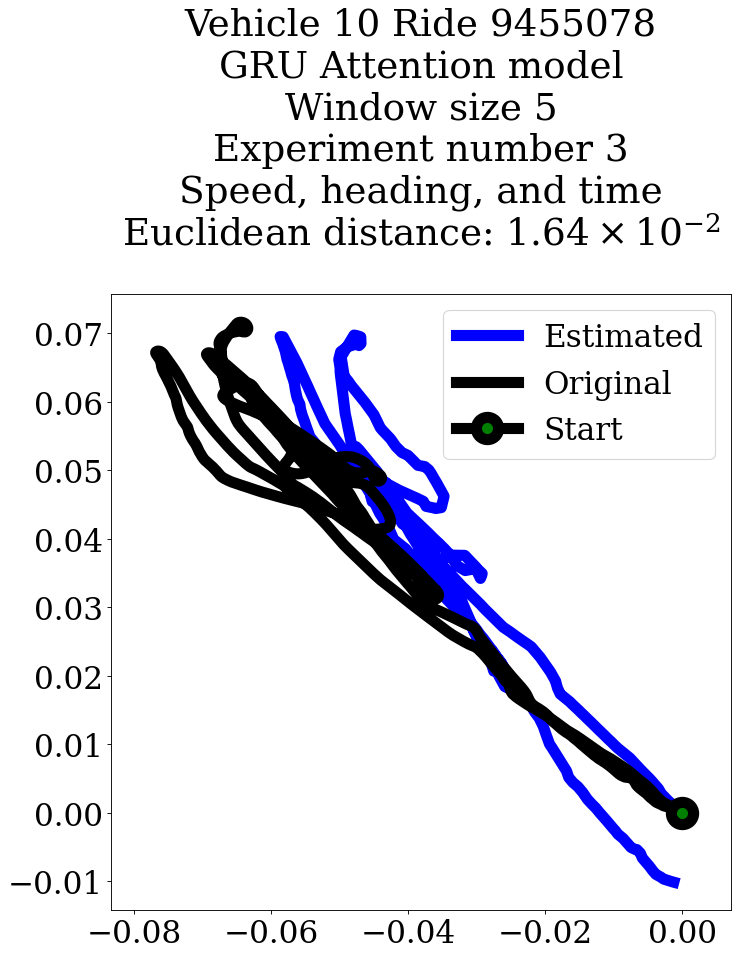 Vehicle 10 Ride 9455078
GRU Attention model
Window size 5
Experiment number 3
Speed, heading, and time
Euclidean distance: 1.64 × 10⁻²
Estimated
Original
Start
0.07
0.06
0.05
0.04
0.03
0.02
0.01
0.00
−0.01
−0.08 −0.06 −0.04 −0.02 0.00